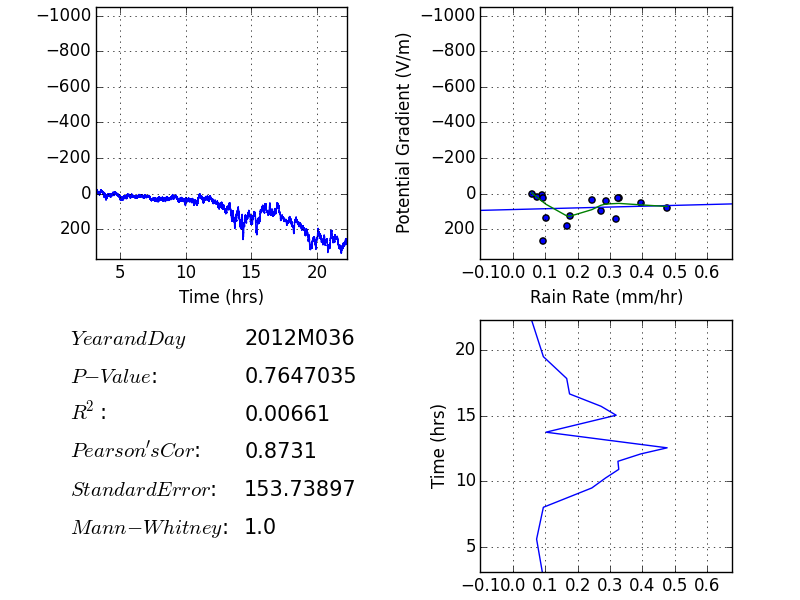 −1000
−800
−600
−400
−200
0
200
5 10 15 20
Time (hrs)
Potential Gradient (V/m)
−1000
−800
−600
−400
−200
0
200
−0.1 0.0 0.1 0.2 0.3 0.4 0.5 0.6
Rain Rate (mm/hr)
YearandDay 2012M036
P−Value: 0.7647035
R²: 0.00661
Pearson'sCor: 0.8731
StandardError: 153.73897
Mann−Whitney: 1.0
Time (hrs)
20
15
10
5
−0.1 0.0 0.1 0.2 0.3 0.4 0.5 0.6